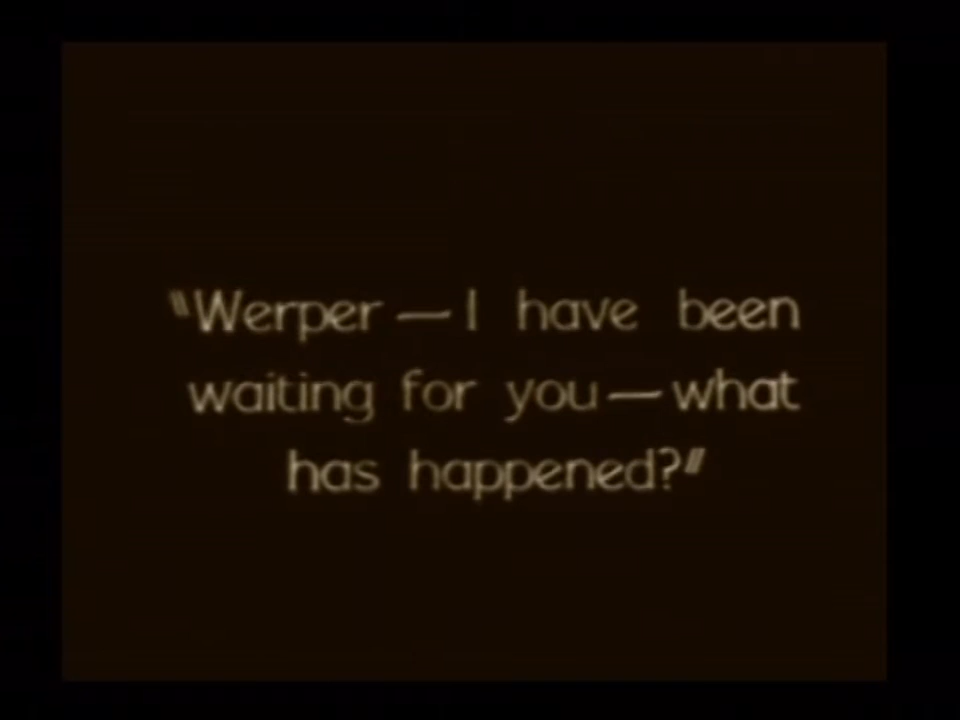 "Werper — I have been
waiting for you — what
has happened?"